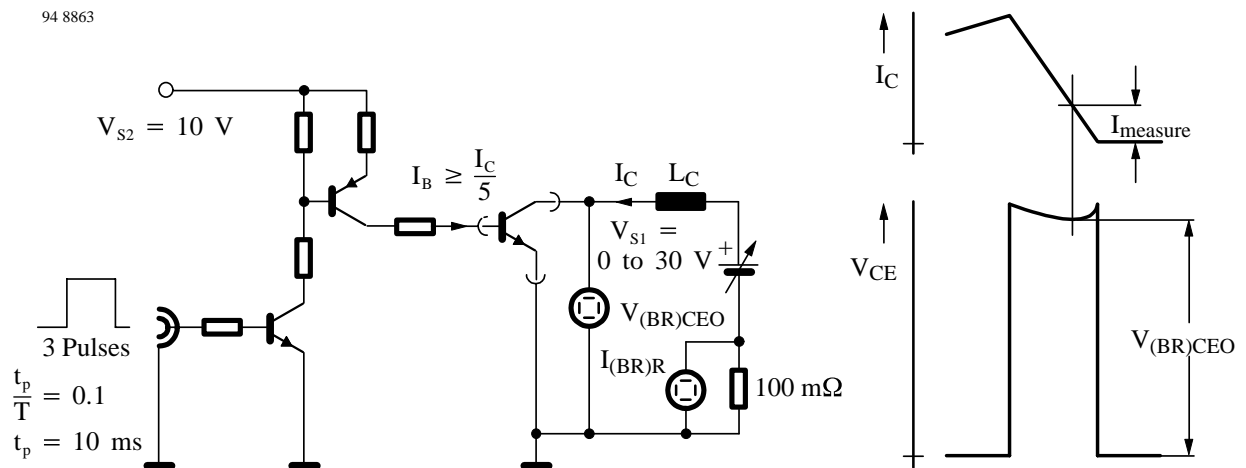 94 8863
V_S2 = 10 V
I_B ≥ I_C/5
I_C
L_C
V_S1 =
0 to 30 V
+
V_(BR)CEO
I_(BR)R
100 mΩ
3 Pulses
t_p/T = 0.1
t_p = 10 ms
I_C
I_measure
V_CE
V_(BR)CEO